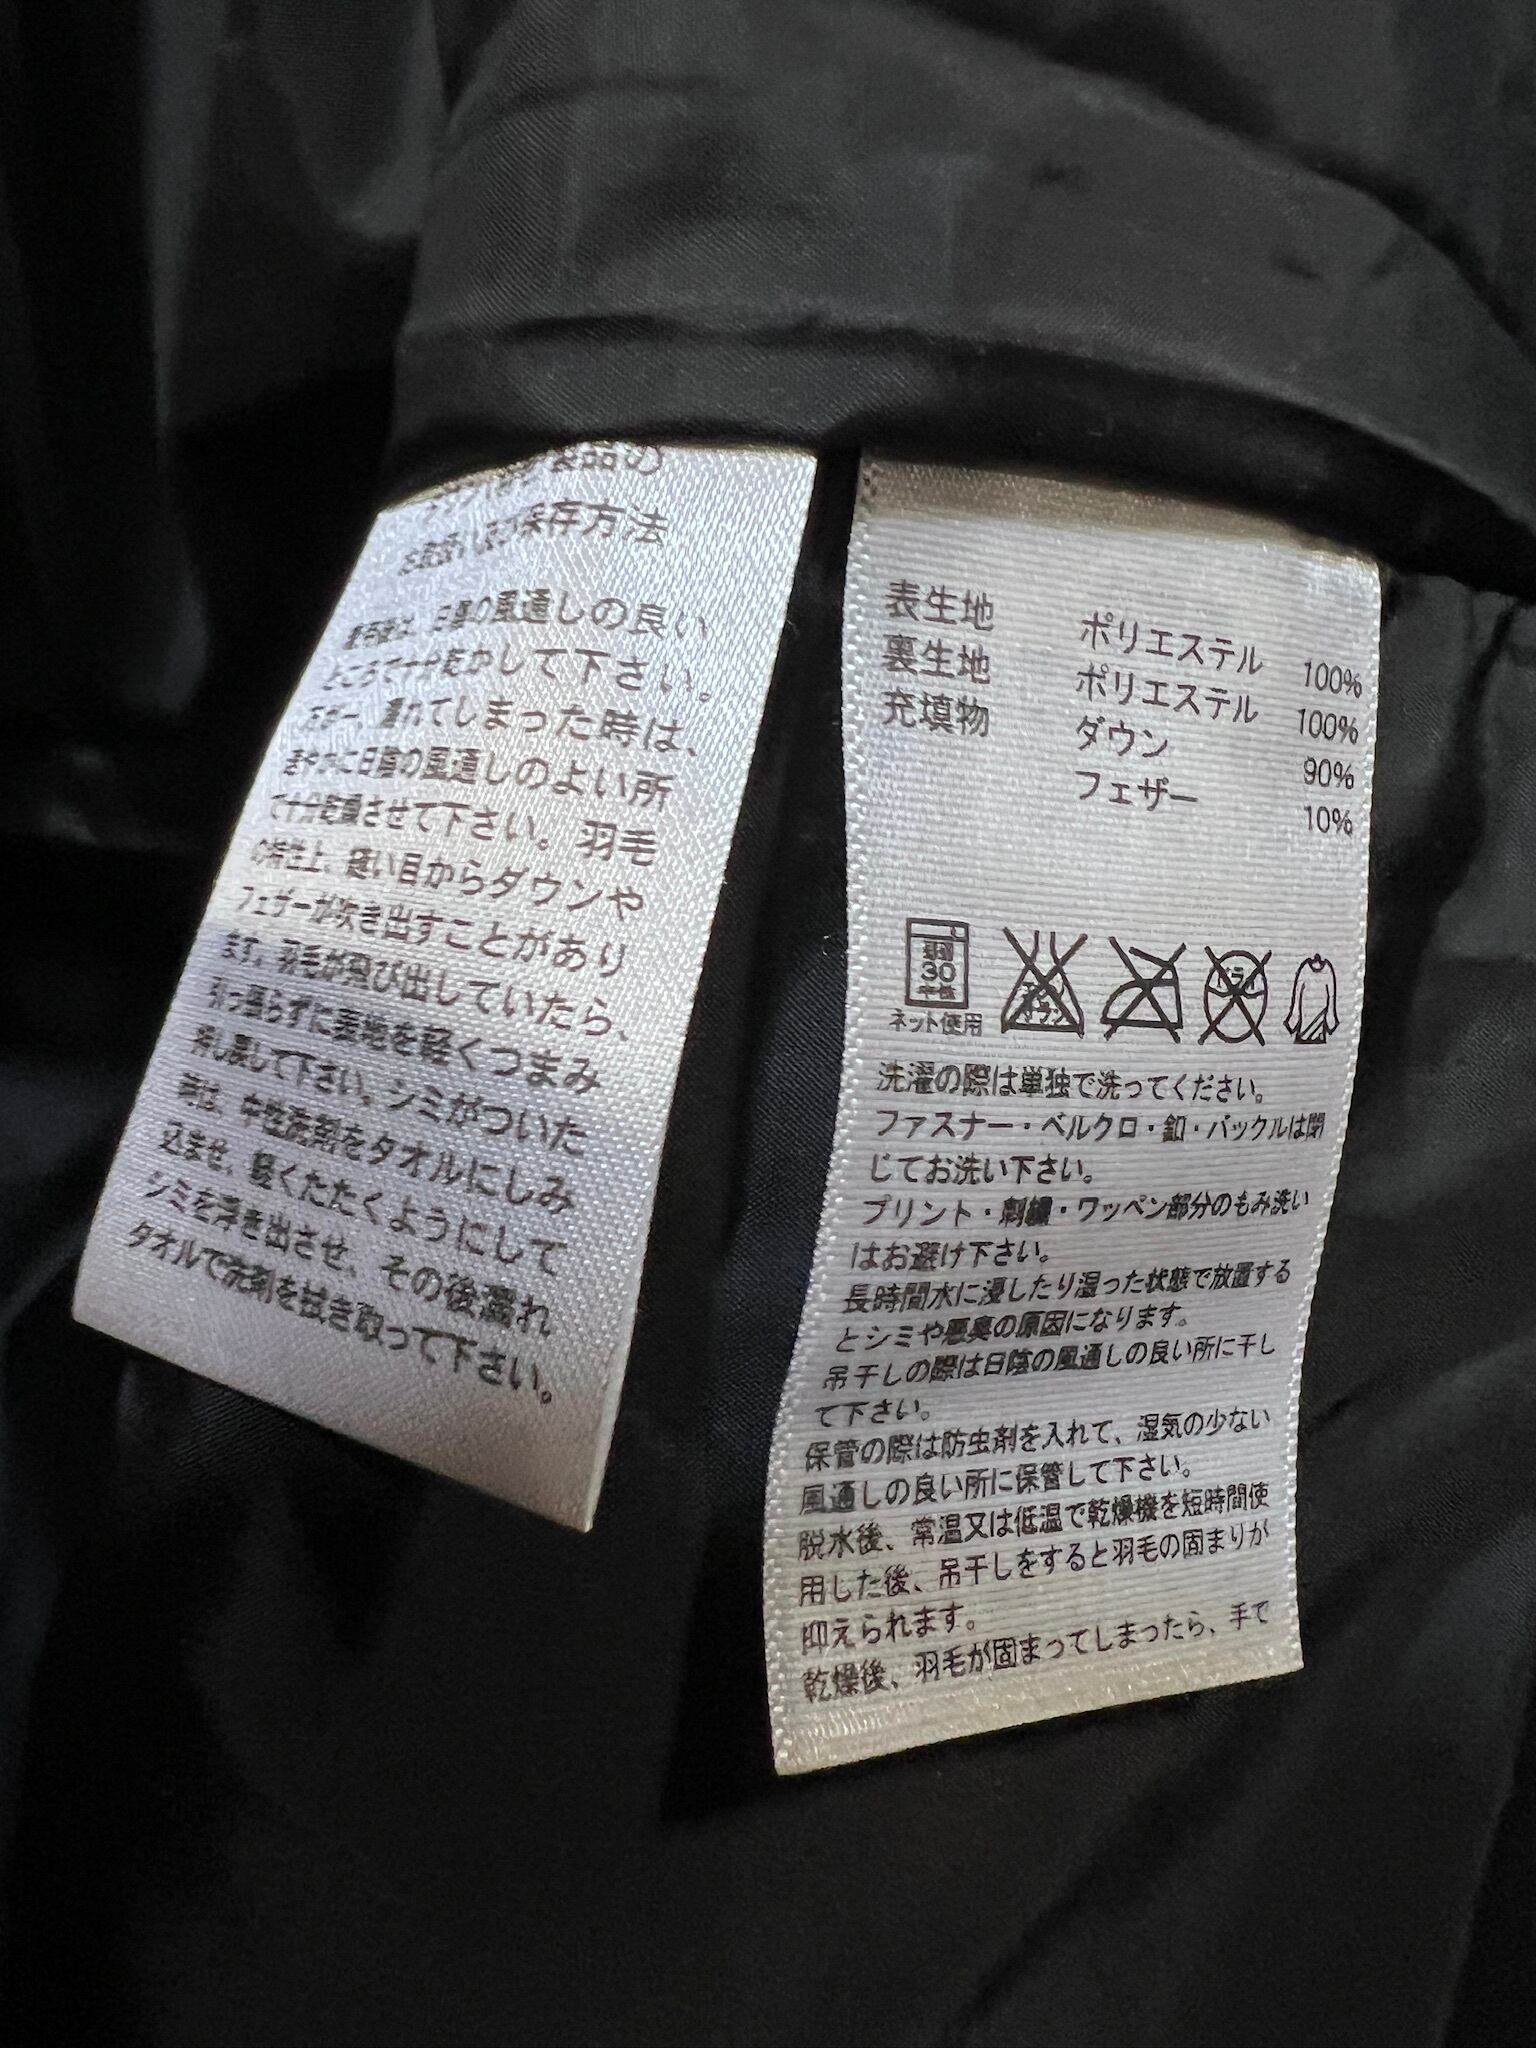 製品の
お手入れ及び保存方法
着用後は、日陰の風通しの良い
ところで十分乾かして下さい。
万が一、濡れてしまった時は、
速やかに日陰の風通しのよい所
で十分乾燥させて下さい。羽毛
の特性上、縫い目からダウンや
フェザーが吹き出すことがあり
ます。羽毛が飛び出していたら、
引っ張らずに裏地を軽くつまみ
押し戻して下さい。シミがついた
時は、中性洗剤をタオルにしみ
込ませ、軽くたたくようにして
シミを浮き出させ、その後濡れ
タオルで洗剤を拭き取って下さい。
表生地 ポリエステル 100%
裏生地 ポリエステル 100%
充填物 ダウン 90%
フェザー 10%
弱
30
中性
ネット使用
エンソ
サラシ
ドライ
洗濯の際は単独で洗ってください。
ファスナー・ベルクロ・釦・バックルは閉
じてお洗い下さい。
プリント・刺繍・ワッペン部分のもみ洗い
はお避け下さい。
長時間水に浸したり湿った状態で放置する
とシミや悪臭の原因になります。
吊干しの際は日陰の風通しの良い所に干し
て下さい。
保管の際は防虫剤を入れて、湿気の少ない
風通しの良い所に保管して下さい。
脱水後、常温又は低温で乾燥機を短時間使
用した後、吊干しをすると羽毛の固まりが
抑えられます。
乾燥後、羽毛が固まってしまったら、手で